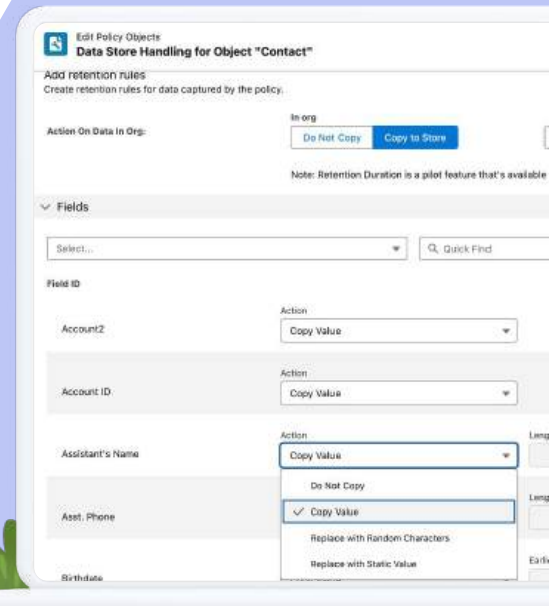 Edit Policy Objects
Data Store Handling for Object "Contact"
Add retention rules
Create retention rules for data captured by the policy.
In org
Action On Data In Org:
Do Not Copy
Copy to Store
Note: Retention Duration is a pilot feature that's available
Fields
Select...
Quick Find
Field ID
Action
Account2
Copy Value
Action
Account ID
Copy Value
Action
Leng
Assistant's Name
Copy Value
Do Not Copy
Leng
Copy Value
Asst. Phone
Replace with Random Characters
Replace with Static Value
Earlie
Birthdate